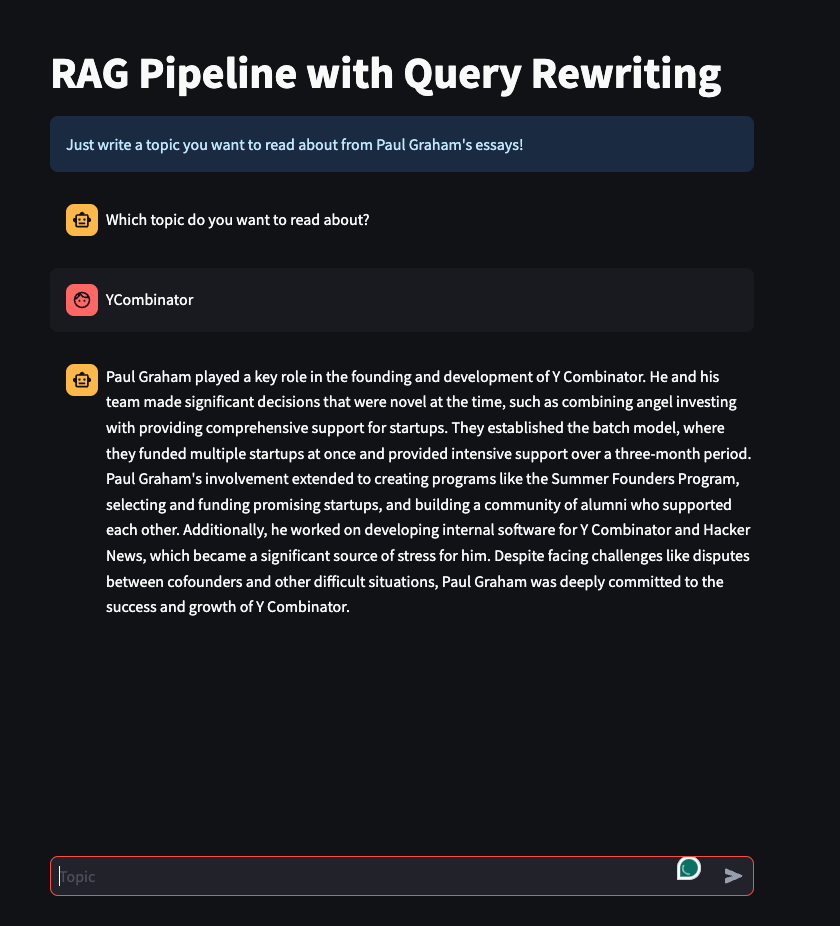 RAG Pipeline with Query Rewriting
Just write a topic you want to read about from Paul Graham's essays!
Which topic do you want to read about?
YCombinator
Paul Graham played a key role in the founding and development of Y Combinator. He and his
team made significant decisions that were novel at the time, such as combining angel investing
with providing comprehensive support for startups. They established the batch model, where
they funded multiple startups at once and provided intensive support over a three-month period.
Paul Graham's involvement extended to creating programs like the Summer Founders Program,
selecting and funding promising startups, and building a community of alumni who supported
each other. Additionally, he worked on developing internal software for Y Combinator and Hacker
News, which became a significant source of stress for him. Despite facing challenges like disputes
between cofounders and other difficult situations, Paul Graham was deeply committed to the
success and growth of Y Combinator.
Topic